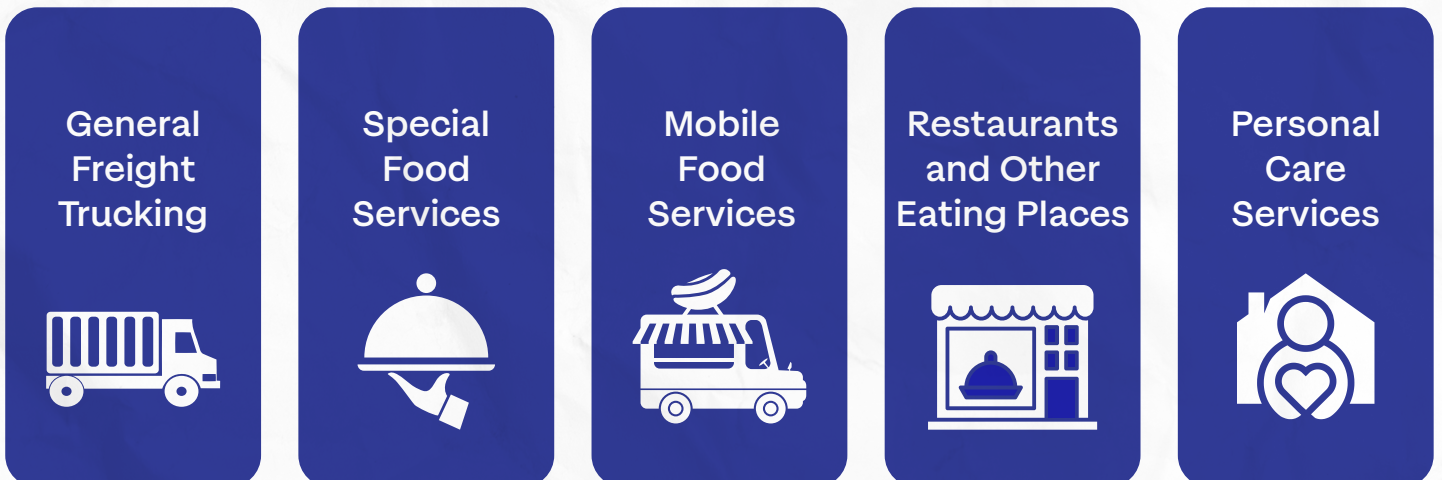 General
Freight
Trucking
Special
Food
Services
Mobile
Food
Services
Restaurants
and Other
Eating Places
Personal
Care
Services